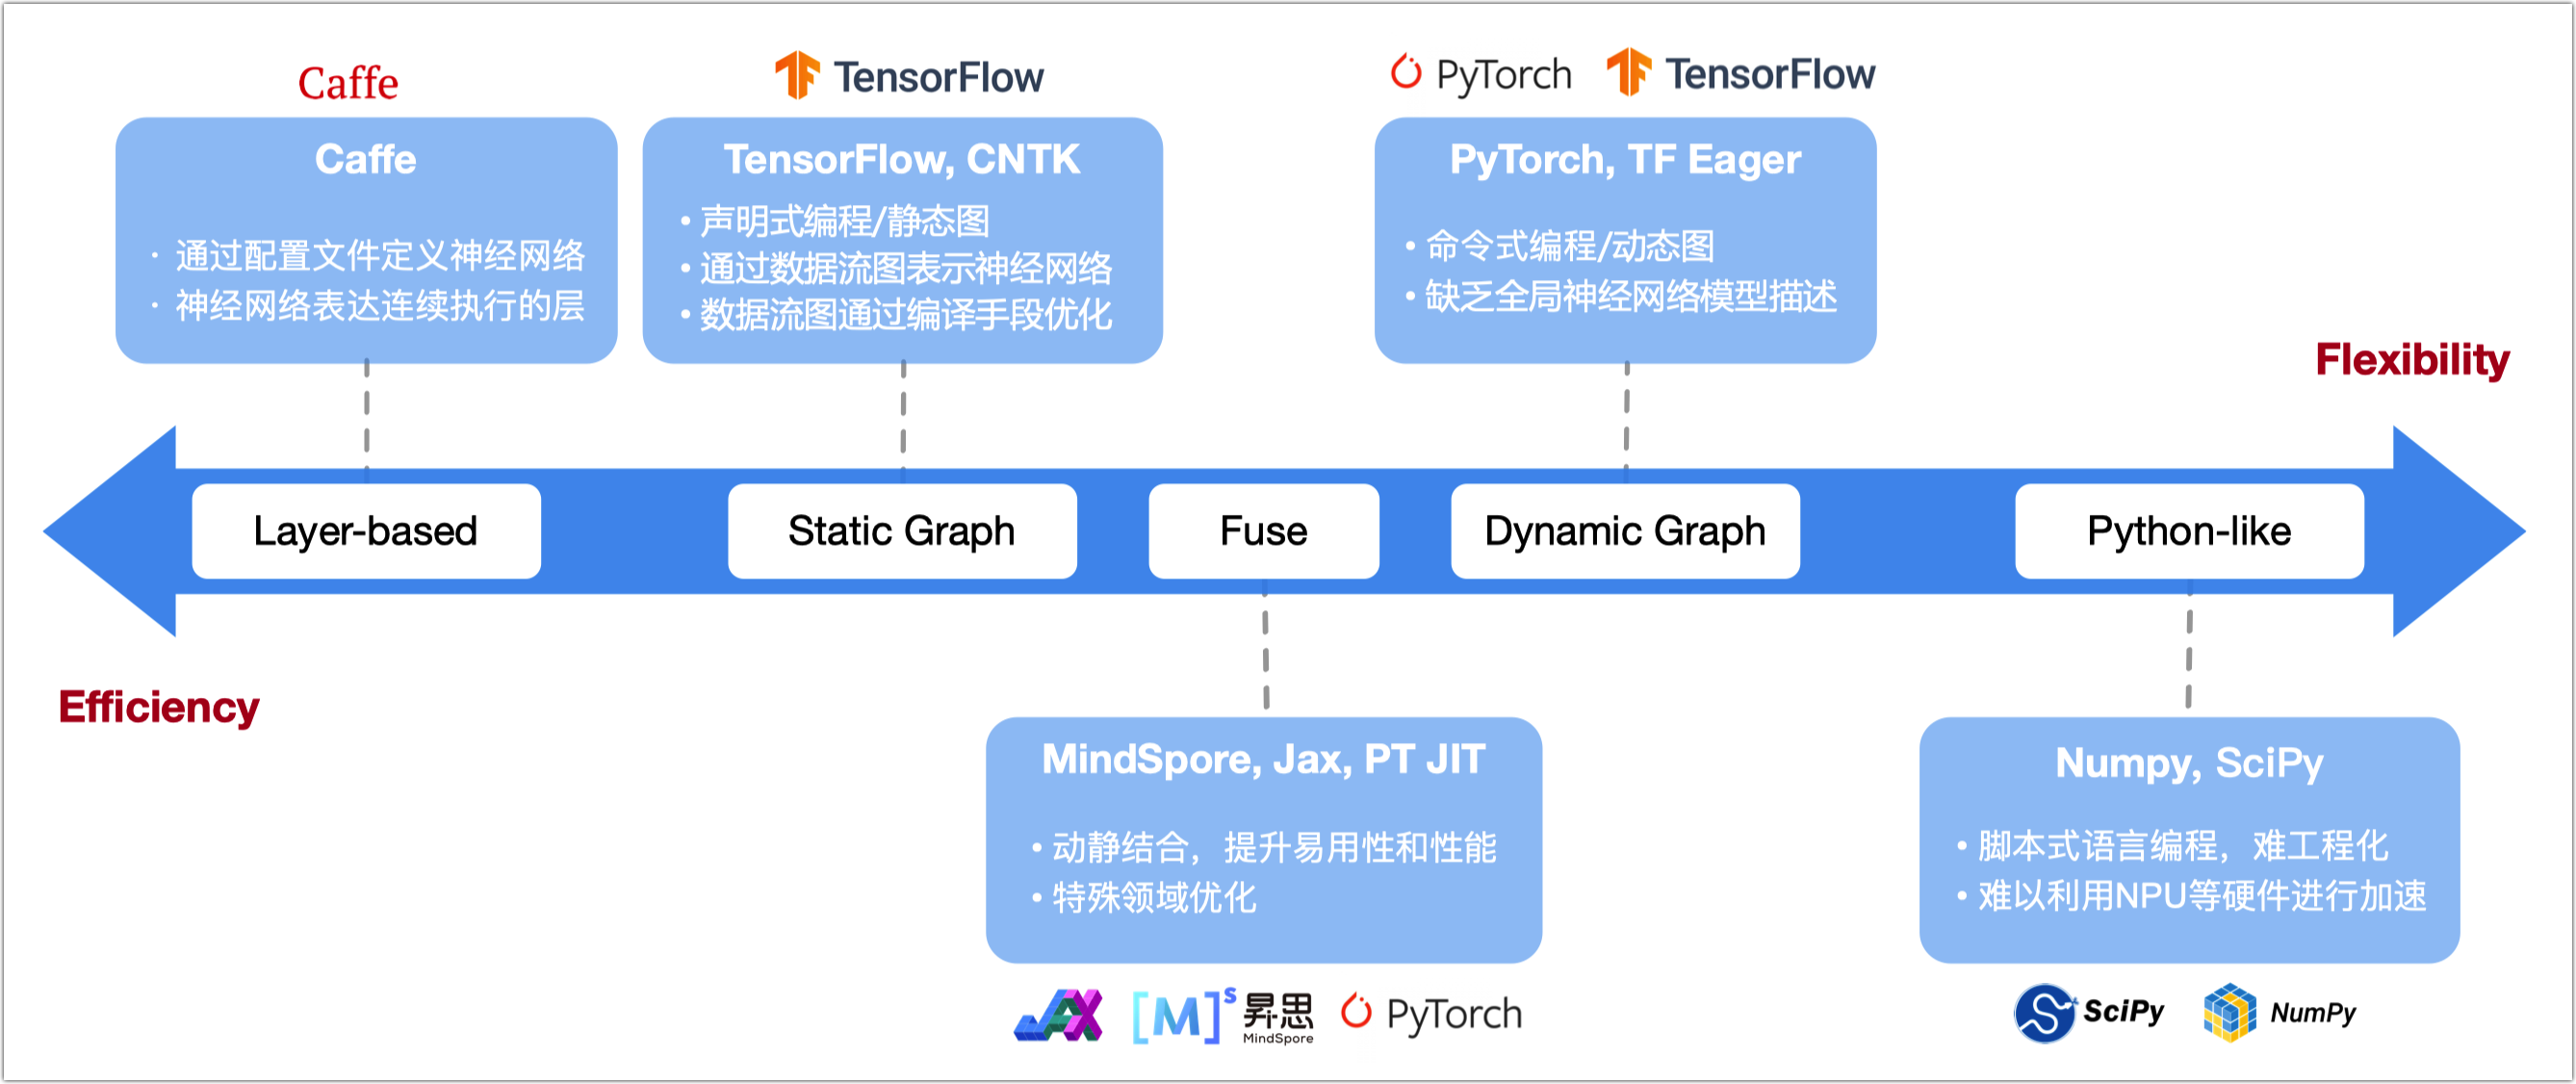 Caffe
TensorFlow
PyTorch
TensorFlow
Caffe
· 通过配置文件定义神经网络
· 神经网络表达连续执行的层
TensorFlow, CNTK
• 声明式编程/静态图
• 通过数据流图表示神经网络
• 数据流图通过编译手段优化
PyTorch, TF Eager
• 命令式编程/动态图
• 缺乏全局神经网络模型描述
Flexibility
Layer-based
Static Graph
Fuse
Dynamic Graph
Python-like
Efficiency
MindSpore, Jax, PT JIT
• 动静结合，提升易用性和性能
• 特殊领域优化
Numpy, SciPy
• 脚本式语言编程，难工程化
• 难以利用NPU等硬件进行加速
JAX
[M]s
昇思
MindSpore
PyTorch
SciPy
NumPy